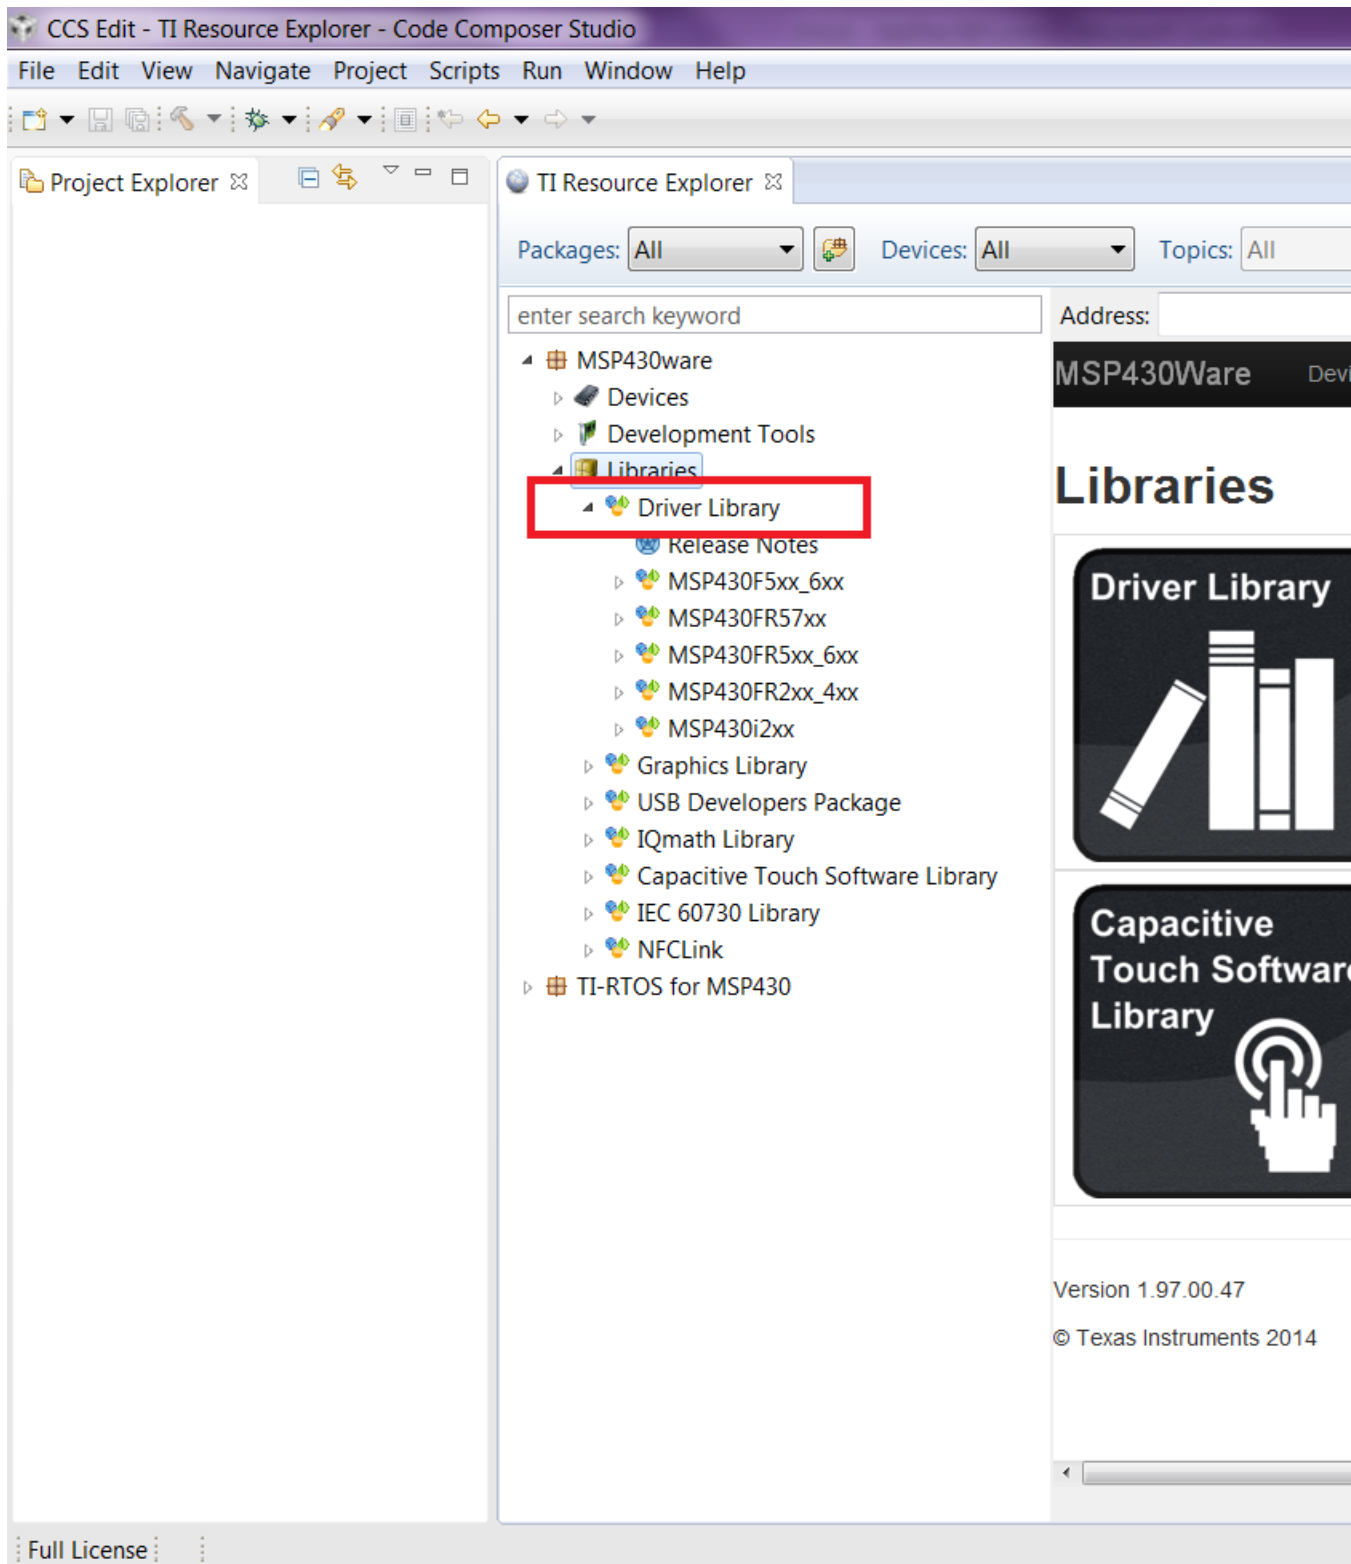 CCS Edit - TI Resource Explorer - Code Composer Studio
File Edit View Navigate Project Scripts Run Window Help
Project Explorer
TI Resource Explorer
Packages: All Devices: All Topics: All
enter search keyword
Address:
MSP430ware
Devices
Development Tools
Libraries
Driver Library
Release Notes
MSP430F5xx_6xx
MSP430FR57xx
MSP430FR5xx_6xx
MSP430FR2xx_4xx
MSP430i2xx
Graphics Library
USB Developers Package
IQmath Library
Capacitive Touch Software Library
IEC 60730 Library
NFCLink
TI-RTOS for MSP430
MSP430Ware Devi
Libraries
Driver Library
Capacitive
Touch Software
Library
Version 1.97.00.47
© Texas Instruments 2014
Full License